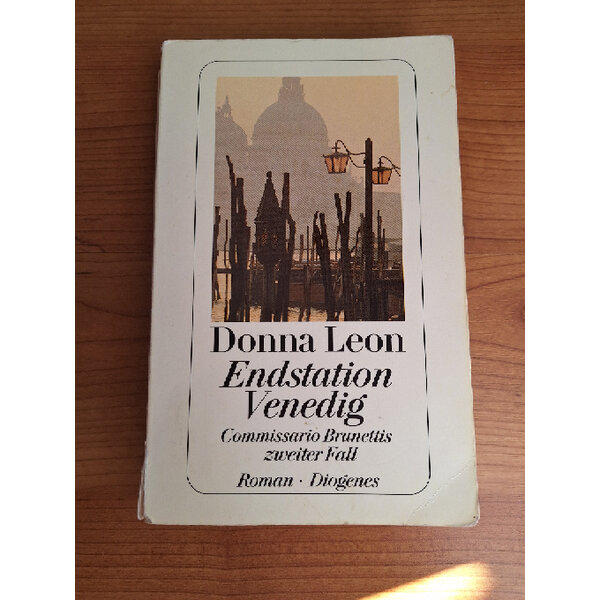 Donna Leon
Endstation
Venedig
Commissario Brunettis
zweiter Fall
Roman · Diogenes